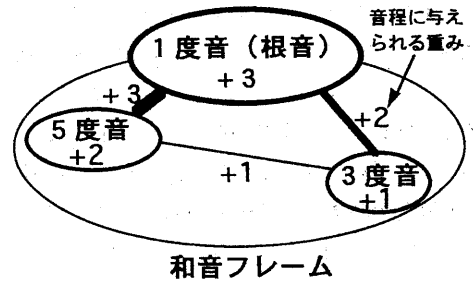 音程に与え
られる重み
1度音（根音）
+3
+3
+2
5度音
+2
+1
3度音
+1
和音フレーム